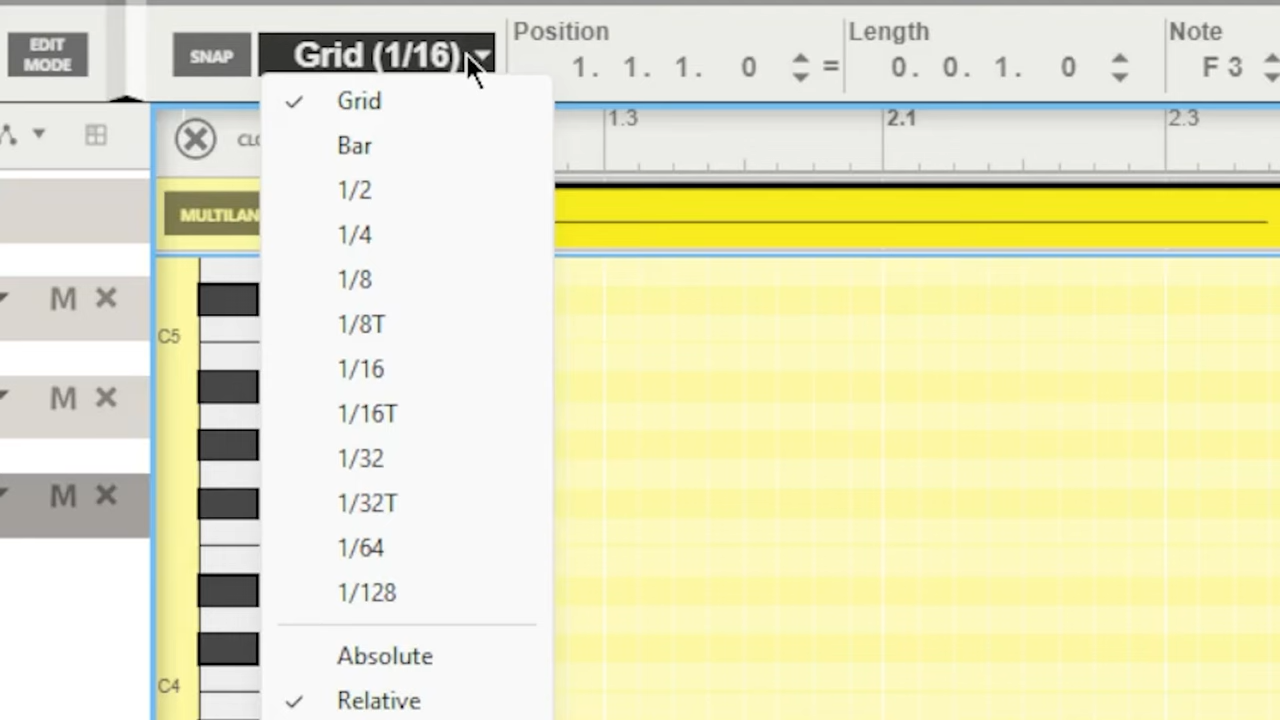 EDIT
MODE
SNAP
Grid (1/16)
Position
1. 1. 1. 0
=
Length
0. 0. 1. 0
Note
F 3
1.3
2.1
2.3
MULTILAN
C5
C4
M
M
M
Grid
Bar
1/2
1/4
1/8
1/8T
1/16
1/16T
1/32
1/32T
1/64
1/128
Absolute
Relative